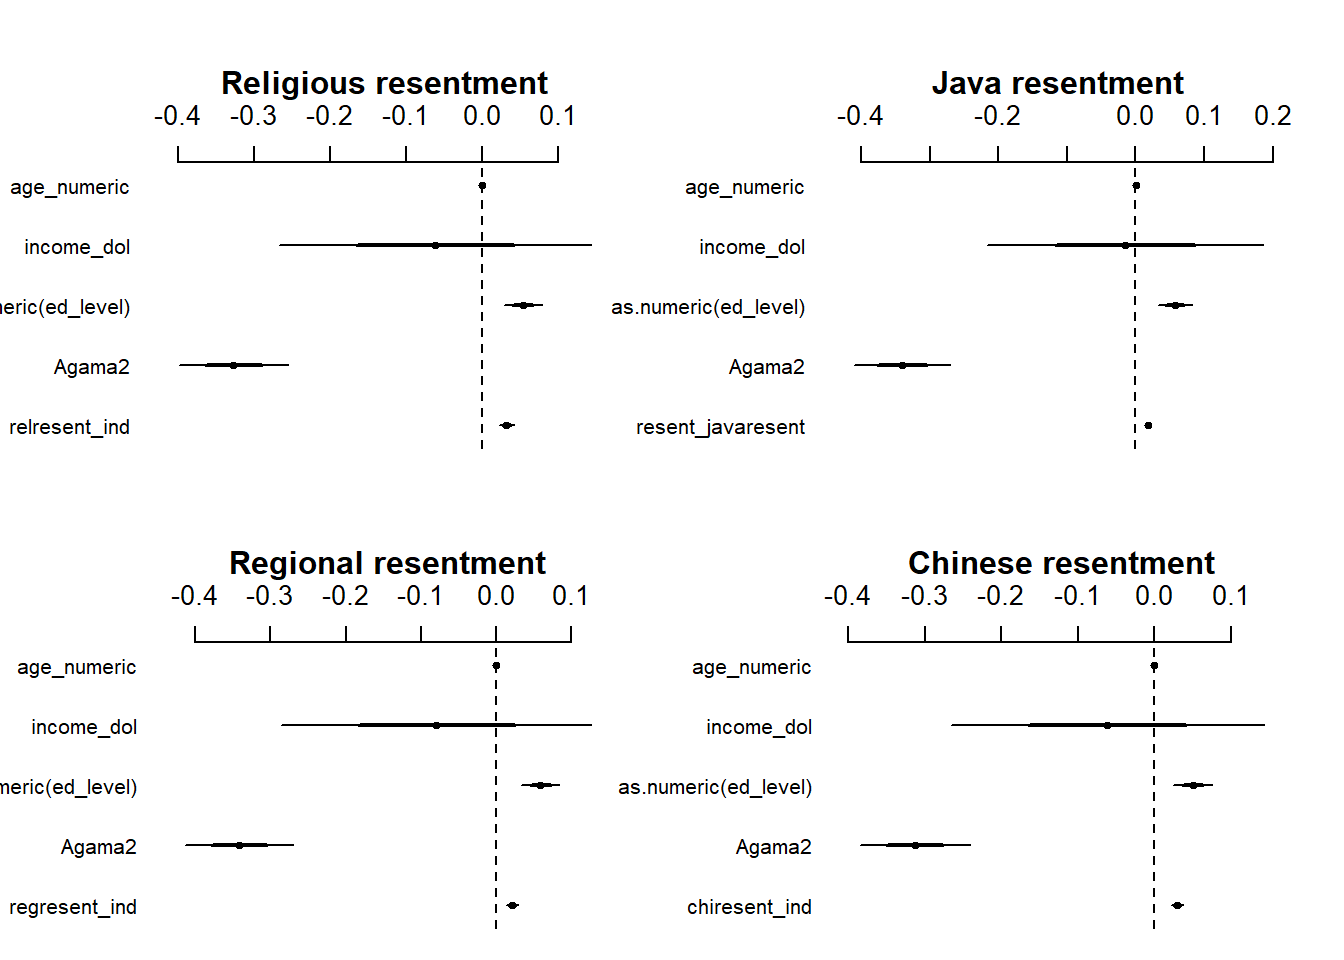 Religious resentment
-0.4 -0.3 -0.2 -0.1 0.0 0.1
age_numeric
income_dol
neric(ed_level)
Agama2
relresent_ind
Java resentment
-0.4 -0.2 0.0 0.1 0.2
age_numeric
income_dol
as.numeric(ed_level)
Agama2
resent_javaresent
Regional resentment
-0.4 -0.3 -0.2 -0.1 0.0 0.1
age_numeric
income_dol
meric(ed_level)
Agama2
regresent_ind
Chinese resentment
-0.4 -0.3 -0.2 -0.1 0.0 0.1
age_numeric
income_dol
as.numeric(ed_level)
Agama2
chiresent_ind